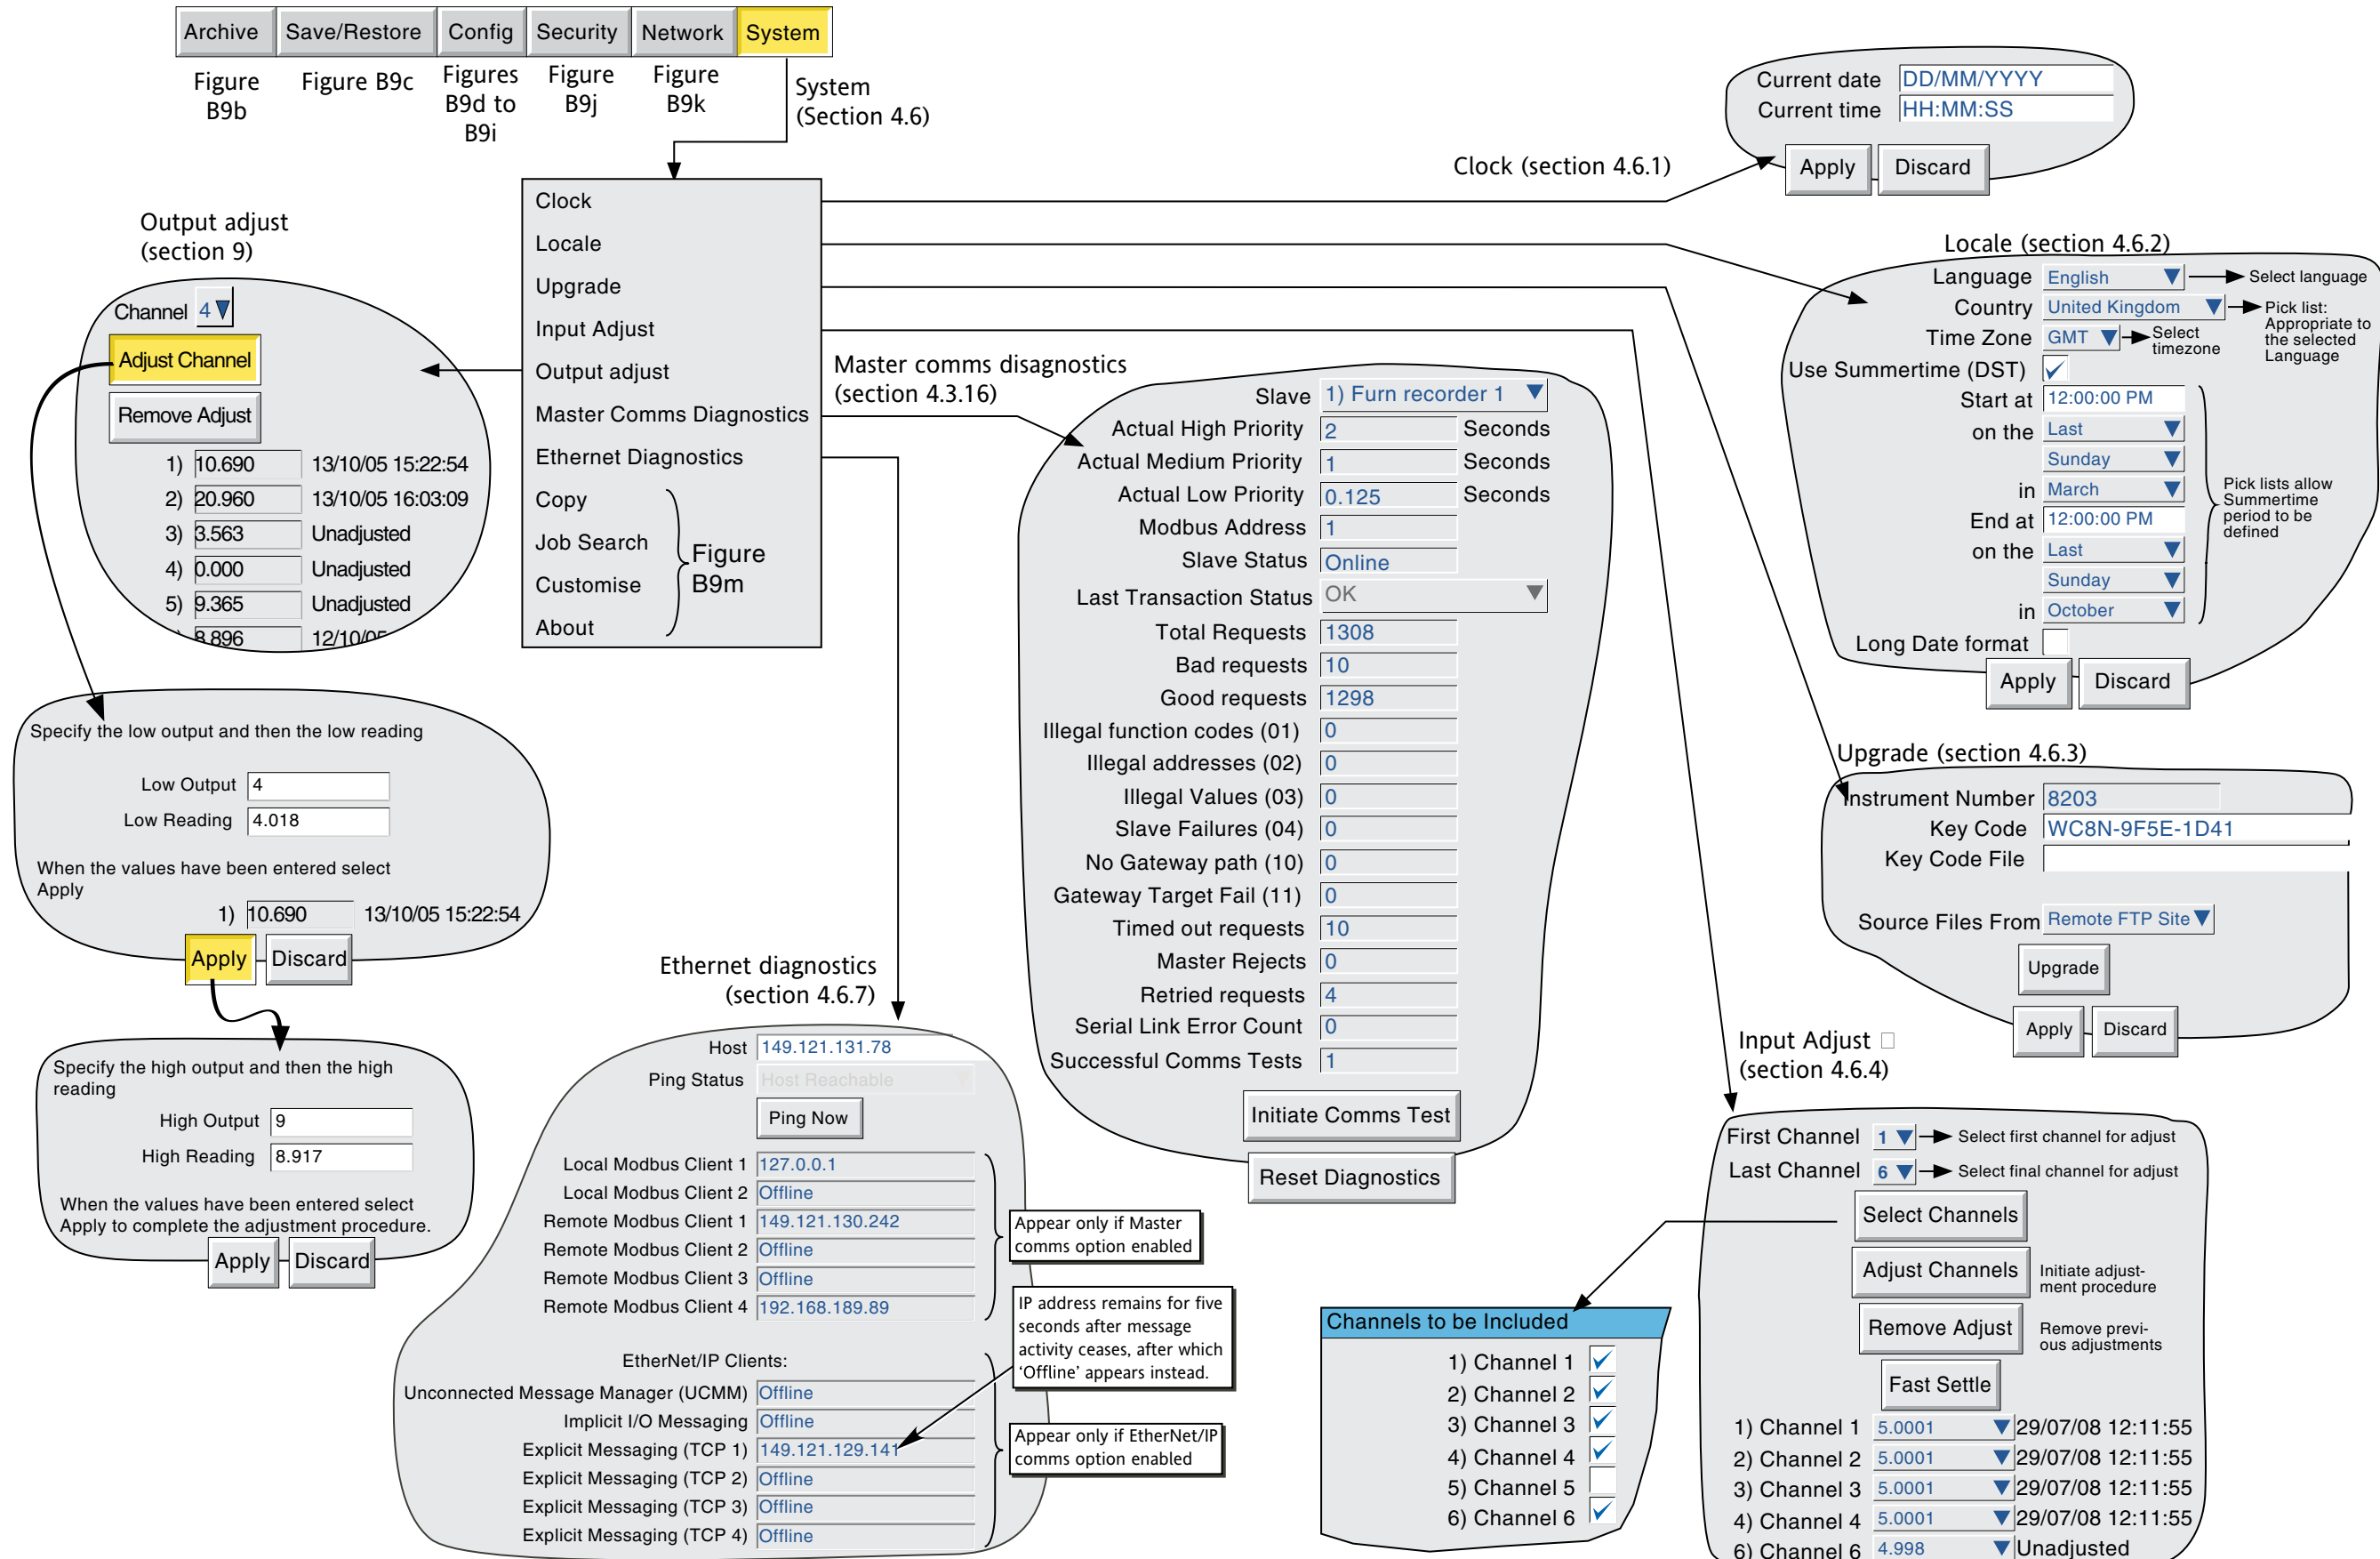 Archive Save/Restore Config Security Network System
Figure B9b
Figure B9c
Figures B9d to B9i
Figure B9j
Figure B9k
System
(Section 4.6)
Clock
Locale
Upgrade
Input Adjust
Output adjust
Master Comms Diagnostics
Ethernet Diagnostics
Copy
Job Search
Customise
About
Figure
B9m
Clock (section 4.6.1)
Current date DD/MM/YYYY
Current time HH:MM:SS
Apply Discard
Locale (section 4.6.2)
Language English Select language
Country United Kingdom Pick list:
Appropriate to
the selected
Language
Time Zone GMT Select
timezone
Use Summertime (DST)
Start at 12:00:00 PM
on the Last
Sunday
in March
End at 12:00:00 PM
on the Last
Sunday
in October
Pick lists allow
Summertime
period to be
defined
Long Date format
Apply Discard
Upgrade (section 4.6.3)
Instrument Number 8203
Key Code WC8N-9F5E-1D41
Key Code File
Source Files From Remote FTP Site
Upgrade
Apply Discard
Input Adjust
(section 4.6.4)
First Channel 1 Select first channel for adjust
Last Channel 6 Select final channel for adjust
Select Channels
Adjust Channels Initiate adjust-
ment procedure
Remove Adjust Remove previ-
ous adjustments
Fast Settle
1) Channel 1 5.0001 29/07/08 12:11:55
2) Channel 2 5.0001 29/07/08 12:11:55
3) Channel 3 5.0001 29/07/08 12:11:55
4) Channel 4 5.0001 29/07/08 12:11:55
6) Channel 6 4.998 Unadjusted
Channels to be Included
1) Channel 1
2) Channel 2
3) Channel 3
4) Channel 4
5) Channel 5
6) Channel 6
Output adjust
(section 9)
Channel 4
Adjust Channel
Remove Adjust
1) 10.690 13/10/05 15:22:54
2) 20.960 13/10/05 16:03:09
3) 3.563 Unadjusted
4) 0.000 Unadjusted
5) 9.365 Unadjusted
) 8.896 12/10/05
Specify the low output and then the low reading
Low Output 4
Low Reading 4.018
When the values have been entered select
Apply
1) 10.690 13/10/05 15:22:54
Apply Discard
Specify the high output and then the high
reading
High Output 9
High Reading 8.917
When the values have been entered select
Apply to complete the adjustment procedure.
Apply Discard
Master comms disagnostics
(section 4.3.16)
Slave 1) Furn recorder 1
Actual High Priority 2 Seconds
Actual Medium Priority 1 Seconds
Actual Low Priority 0.125 Seconds
Modbus Address 1
Slave Status Online
Last Transaction Status OK
Total Requests 1308
Bad requests 10
Good requests 1298
Illegal function codes (01) 0
Illegal addresses (02) 0
Illegal Values (03) 0
Slave Failures (04) 0
No Gateway path (10) 0
Gateway Target Fail (11) 0
Timed out requests 10
Master Rejects 0
Retried requests 4
Serial Link Error Count 0
Successful Comms Tests 1
Initiate Comms Test
Reset Diagnostics
Ethernet diagnostics
(section 4.6.7)
Host 149.121.131.78
Ping Status Host Reachable
Ping Now
Local Modbus Client 1 127.0.0.1
Local Modbus Client 2 Offline
Remote Modbus Client 1 149.121.130.242
Remote Modbus Client 2 Offline
Remote Modbus Client 3 Offline
Remote Modbus Client 4 192.168.189.89
Appear only if Master
comms option enabled
IP address remains for five
seconds after message
activity ceases, after which
‘Offline’ appears instead.
EtherNet/IP Clients:
Unconnected Message Manager (UCMM) Offline
Implicit I/O Messaging Offline
Explicit Messaging (TCP 1) 149.121.129.141
Explicit Messaging (TCP 2) Offline
Explicit Messaging (TCP 3) Offline
Explicit Messaging (TCP 4) Offline
Appear only if EtherNet/IP
comms option enabled